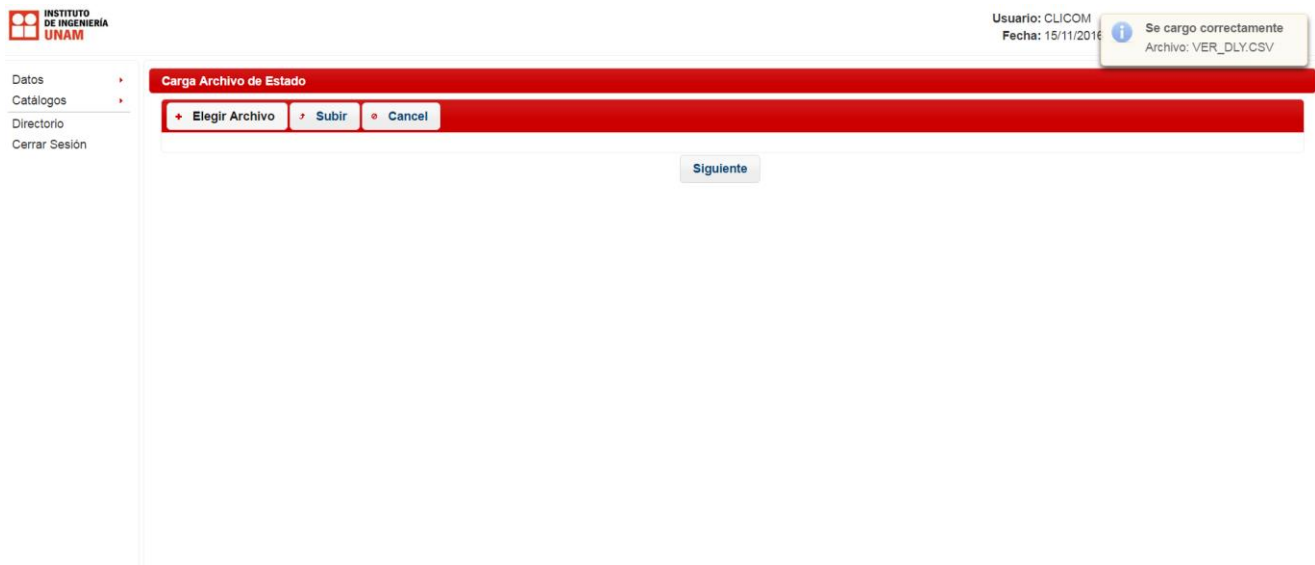 INSTITUTO
DE INGENIERÍA
UNAM
Usuario: CLICOM
Fecha: 15/11/2016
Se cargo correctamente
Archivo: VER_DLY.CSV
Datos
Catálogos
Directorio
Cerrar Sesión
Carga Archivo de Estado
Elegir Archivo Subir Cancel
Siguiente